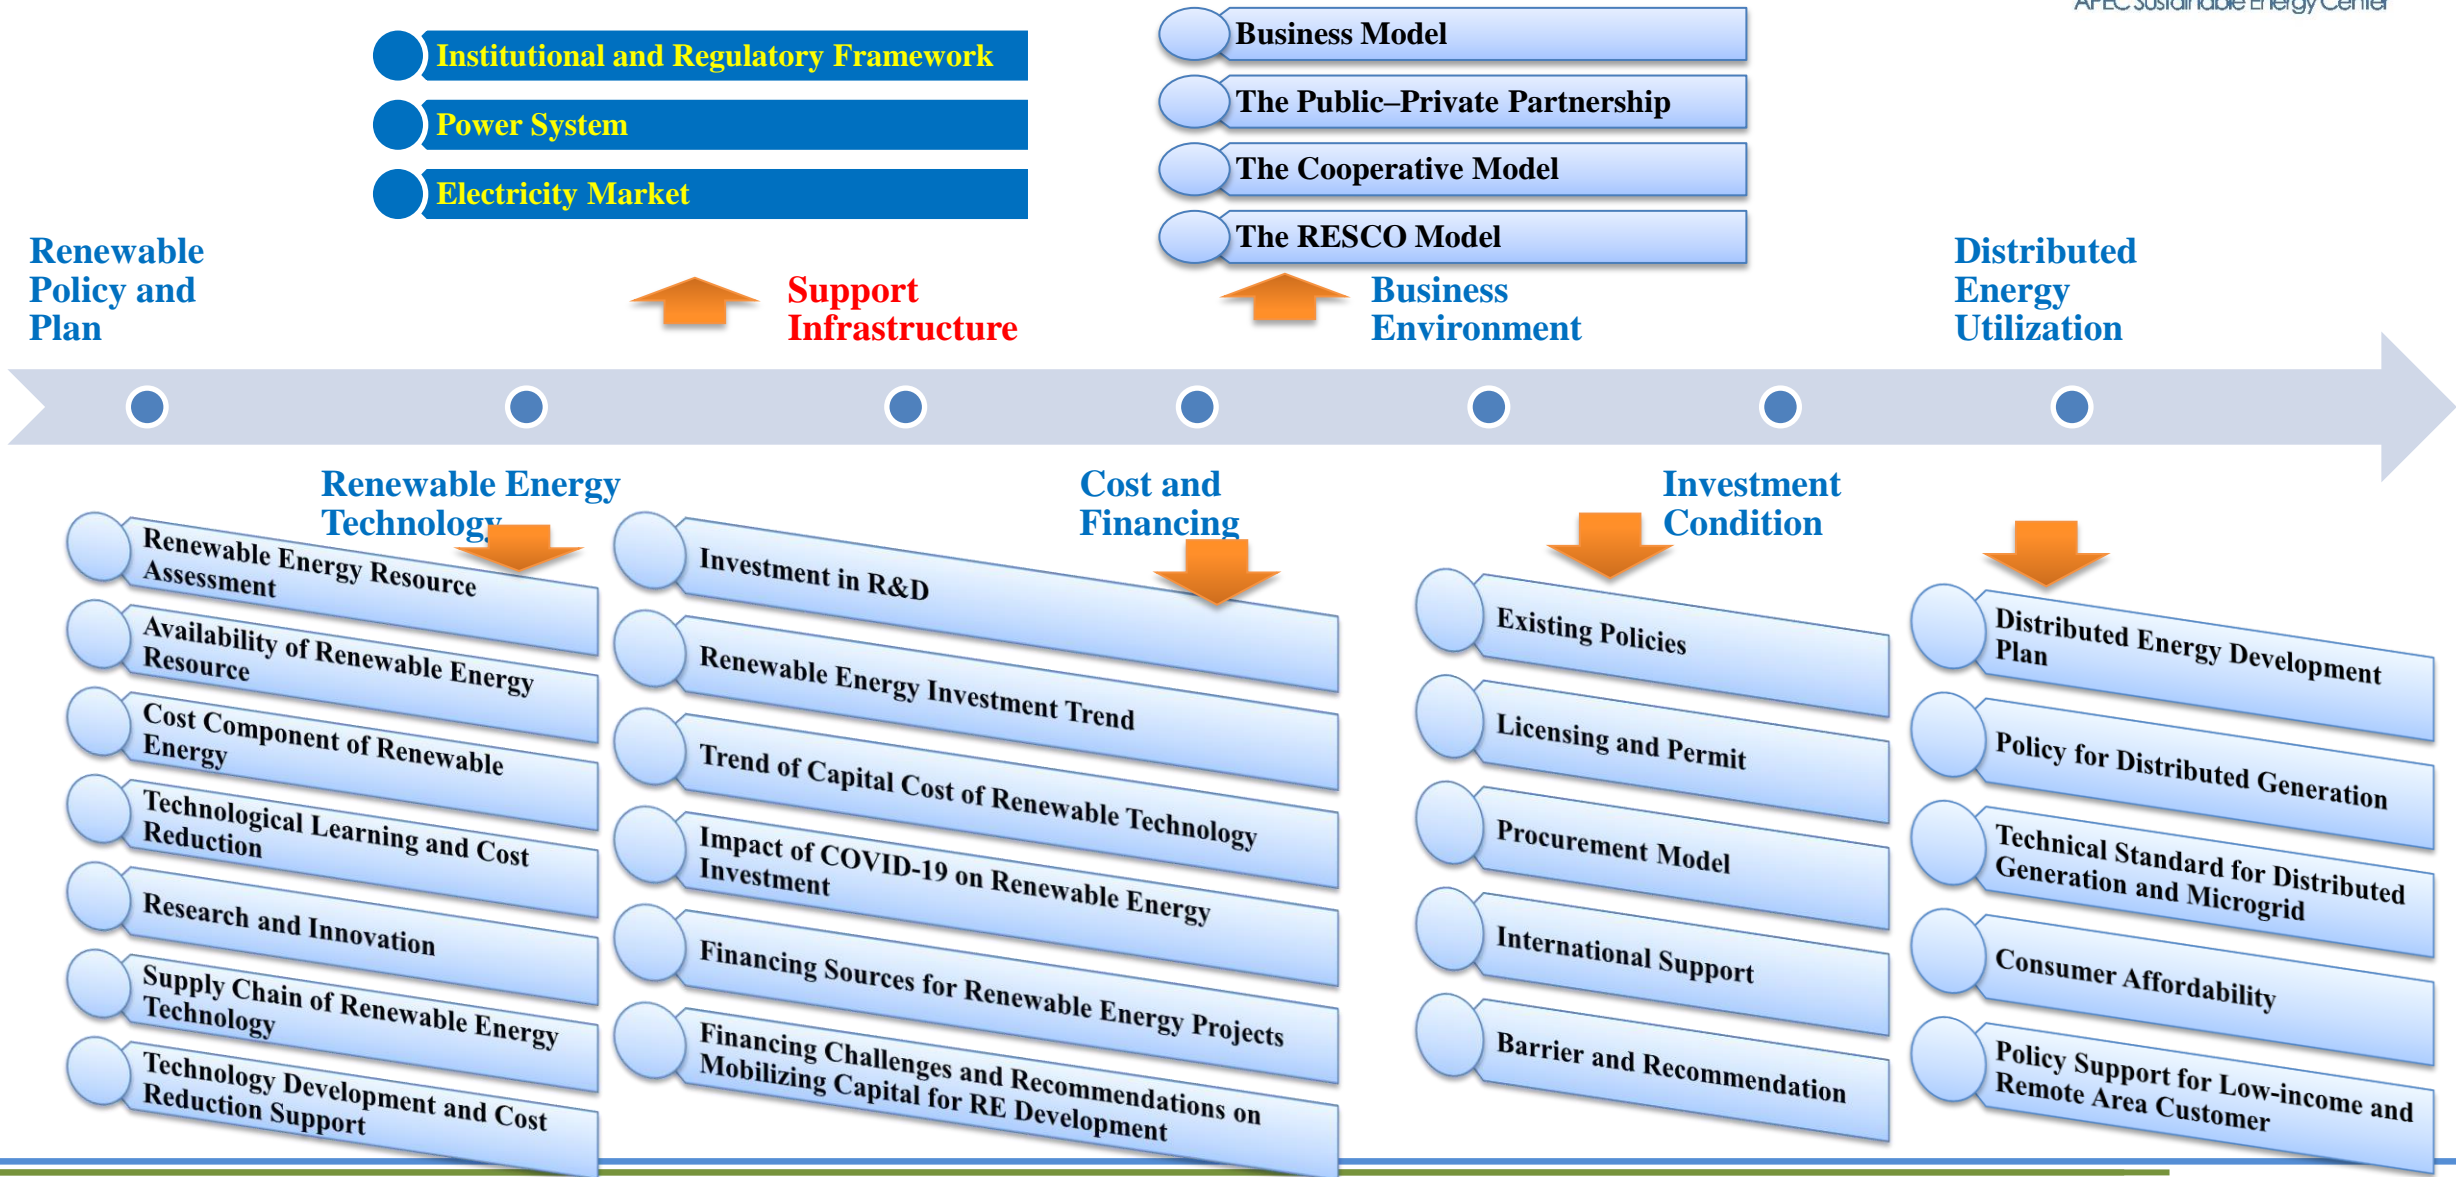 APEC Sustainable Energy Center
Institutional and Regulatory Framework
Power System
Electricity Market
Business Model
The Public–Private Partnership
The Cooperative Model
The RESCO Model
Renewable
Policy and
Plan
Support
Infrastructure
Business
Environment
Distributed
Energy
Utilization
Renewable Energy
Technology
Cost and
Financing
Investment
Condition
Renewable Energy Resource
Assessment
Availability of Renewable Energy
Resource
Cost Component of Renewable
Energy
Technological Learning and Cost
Reduction
Research and Innovation
Supply Chain of Renewable Energy
Technology
Technology Development and Cost
Reduction Support
Investment in R&D
Renewable Energy Investment Trend
Trend of Capital Cost of Renewable Technology
Impact of COVID-19 on Renewable Energy
Investment
Financing Sources for Renewable Energy Projects
Financing Challenges and Recommendations on
Mobilizing Capital for RE Development
Existing Policies
Licensing and Permit
Procurement Model
International Support
Barrier and Recommendation
Distributed Energy Development
Plan
Policy for Distributed Generation
Technical Standard for Distributed
Generation and Microgrid
Consumer Affordability
Policy Support for Low-income and
Remote Area Customer